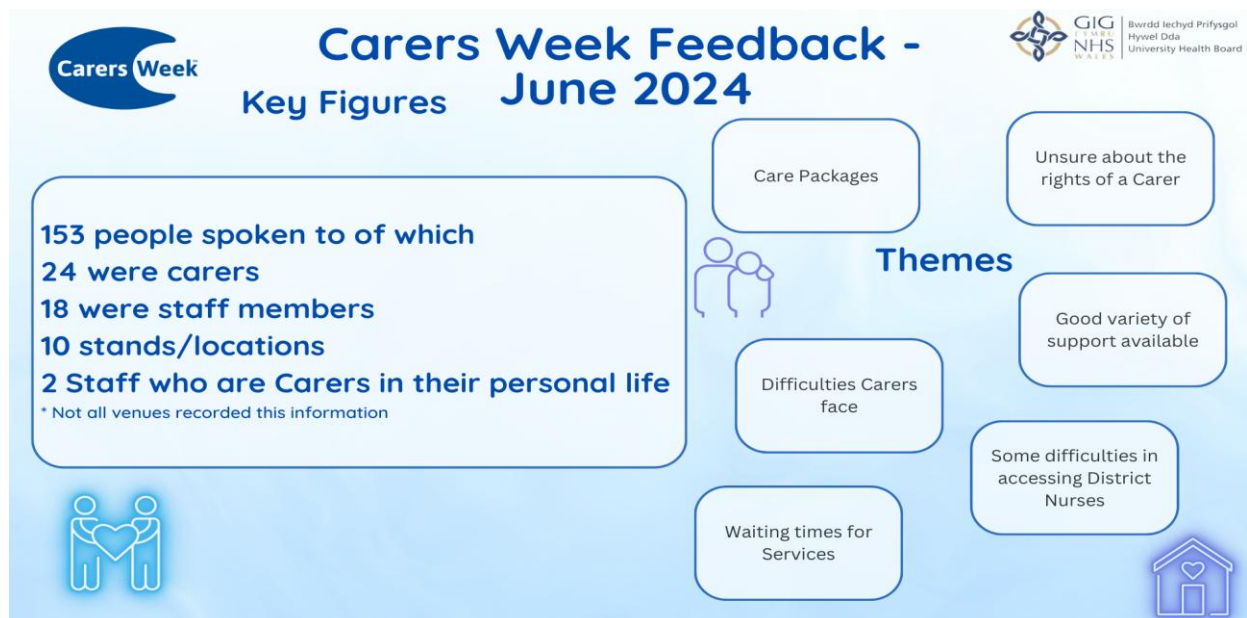 Carers Week
Carers Week Feedback -
June 2024
GIG
CYMRU
NHS
WALES
Bwrdd Iechyd Prifysgol
Hywel Dda
University Health Board
Key Figures
153 people spoken to of which
24 were carers
18 were staff members
10 stands/locations
2 Staff who are Carers in their personal life
* Not all venues recorded this information
Themes
Care Packages
Unsure about the
rights of a Carer
Good variety of
support available
Difficulties Carers
face
Some difficulties in
accessing District
Nurses
Waiting times for
Services